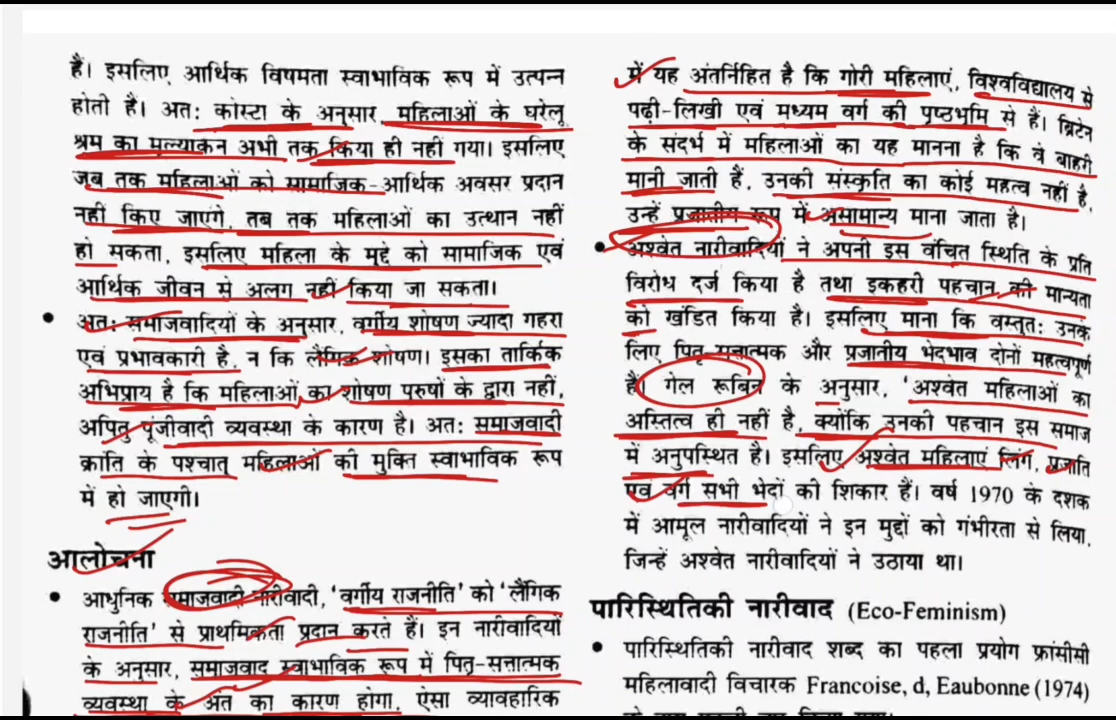 हैं। इसलिए आर्थिक विषमता स्वाभाविक रूप में उत्पन्न
होती हैं। अतः कोस्टा के अनुसार, महिलाओं के घरेलू
श्रम का मूल्यांकन अभी तक किया ही नहीं गया। इसलिए
जब तक महिलाओं को सामाजिक-आर्थिक अवसर प्रदान
नहीं किए जाएंगे, तब तक महिलाओं का उत्थान नहीं
हो सकता, इसलिए महिला के मुद्दे को सामाजिक एवं
आर्थिक जीवन से अलग नहीं किया जा सकता।
• अतः समाजवादियों के अनुसार, वर्गीय शोषण ज्यादा गहरा
एवं प्रभावकारी है, न कि लैंगिक शोषण। इसका तार्किक
अभिप्राय है कि महिलाओं का शोषण पुरुषों के द्वारा नहीं,
अपितु पूंजीवादी व्यवस्था के कारण है। अतः समाजवादी
क्रांति के पश्चात् महिलाओं की मुक्ति स्वाभाविक रूप
में हो जाएगी।
आलोचना
• आधुनिक समाजवादी नारीवादी, 'वर्गीय राजनीति' को 'लैंगिक
राजनीति' से प्राथमिकता प्रदान करते हैं। इन नारीवादियों
के अनुसार, समाजवाद स्वाभाविक रूप में पितृ-सत्तात्मक
व्यवस्था के अंत का कारण होगा, ऐसा व्यावहारिक
में यह अंतर्निहित है कि गोरी महिलाएं, विश्वविद्यालय से
पढ़ी-लिखी एवं मध्यम वर्ग की पृष्ठभूमि से हैं। ब्रिटेन
के संदर्भ में महिलाओं का यह मानना है कि वे बाहरी
मानी जाती हैं, उनकी संस्कृति का कोई महत्व नहीं है,
उन्हें प्रजातीय रूप में असामान्य माना जाता है।
• अश्वेत नारीवादियों ने अपनी इस वंचित स्थिति के प्रति
विरोध दर्ज किया है तथा इकहरी पहचान की मान्यता
को खंडित किया है। इसलिए माना कि वस्तुतः उनके
लिए पितृ सत्तात्मक और प्रजातीय भेदभाव दोनों महत्वपूर्ण
हैं। गेल रूबिन के अनुसार, 'अश्वेत महिलाओं का
अस्तित्व ही नहीं है, क्योंकि उनकी पहचान इस समाज
में अनुपस्थित है। इसलिए अश्वेत महिलाएं लिंग, प्रजाति
एवं वर्ग सभी भेदों की शिकार हैं। वर्ष 1970 के दशक
में आमूल नारीवादियों ने इन मुद्दों को गंभीरता से लिया,
जिन्हें अश्वेत नारीवादियों ने उठाया था।
पारिस्थितिकी नारीवाद (Eco-Feminism)
• पारिस्थितिकी नारीवाद शब्द का पहला प्रयोग फ्रांसीसी
महिलावादी विचारक Francoise, d, Eaubonne (1974)